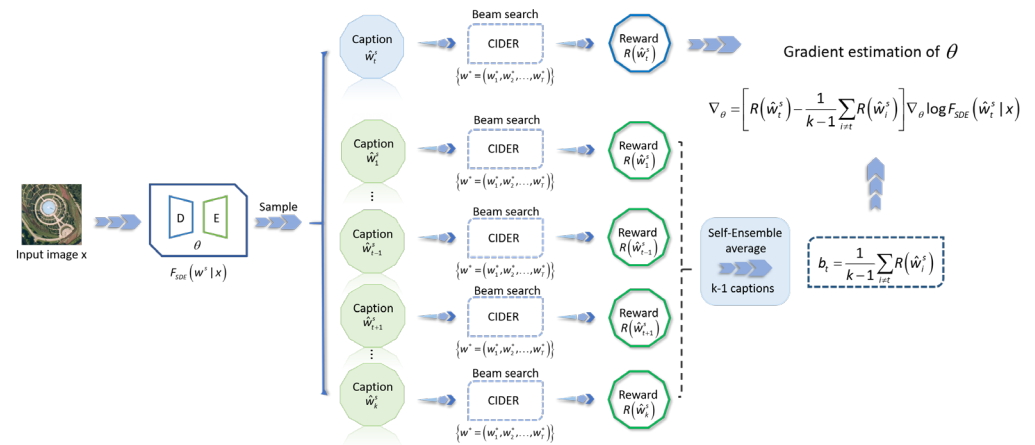 Input image x
D
E
θ
F_SDE(w^s | x)
Sample
Caption
ŵ_t^s
Beam search
CIDER
{w* = (w_1*, w_2*, ..., w_T*)}
Reward
R(ŵ_t^s)
Caption
ŵ_1^s
Beam search
CIDER
{w* = (w_1*, w_2*, ..., w_T*)}
Reward
R(ŵ_1^s)
⋮
Caption
ŵ_{t-1}^s
Beam search
CIDER
{w* = (w_1*, w_2*, ..., w_T*)}
Reward
R(ŵ_{t-1}^s)
Caption
ŵ_{t+1}^s
Beam search
CIDER
{w* = (w_1*, w_2*, ..., w_T*)}
Reward
R(ŵ_{t+1}^s)
⋮
Caption
ŵ_k^s
Beam search
CIDER
{w* = (w_1*, w_2*, ..., w_T*)}
Reward
R(ŵ_k^s)
Self-Ensemble
average
k-1 captions
b_t = 1/(k-1) ∑_{i≠t} R(ŵ_i^s)
Gradient estimation of θ
∇_θ = [R(ŵ_t^s) - 1/(k-1) ∑_{i≠t} R(ŵ_i^s)] ∇_θ log F_SDE(ŵ_t^s | x)